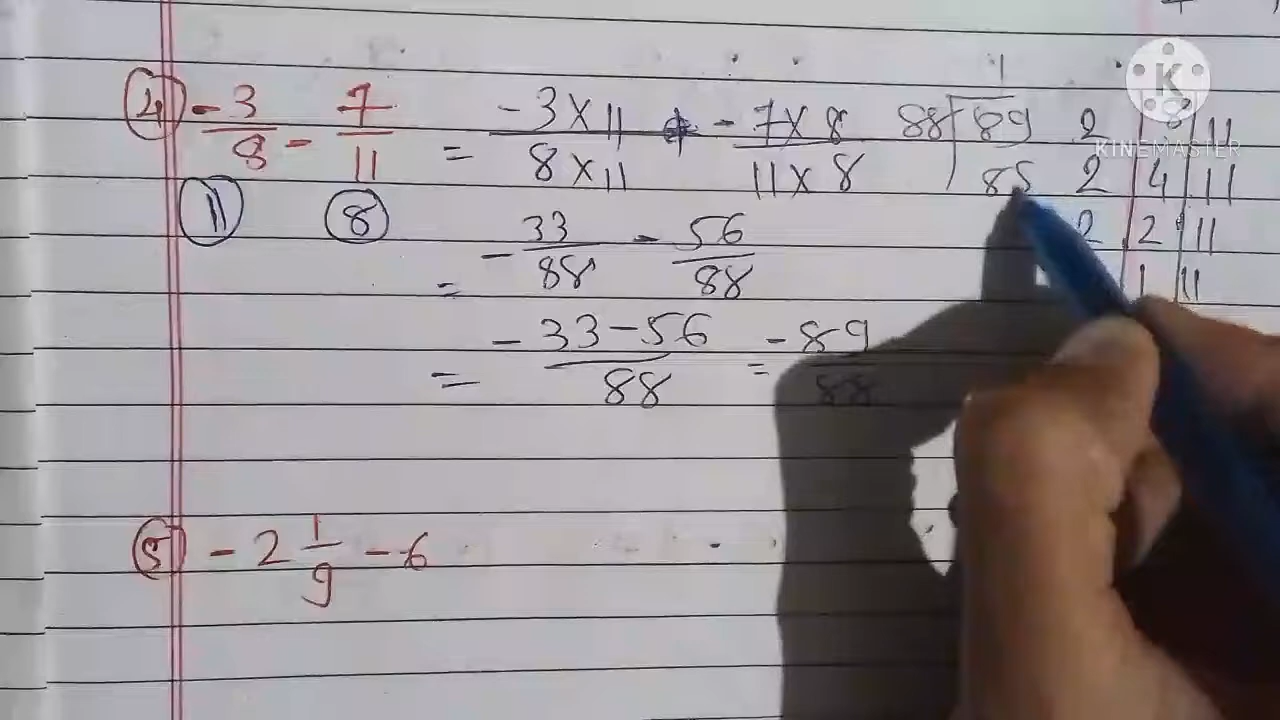 ④ -3/8 - 7/11 = -3×11/8×11 - 7×8/11×8
⑪ ⑧
= -33/88 - 56/88
= -33-56/88 = -89/88
1
88 89
85
2 8 11
2 4 11
2 2 11
1 11
K
KINEMASTER
⑤ -2 1/9 - 6